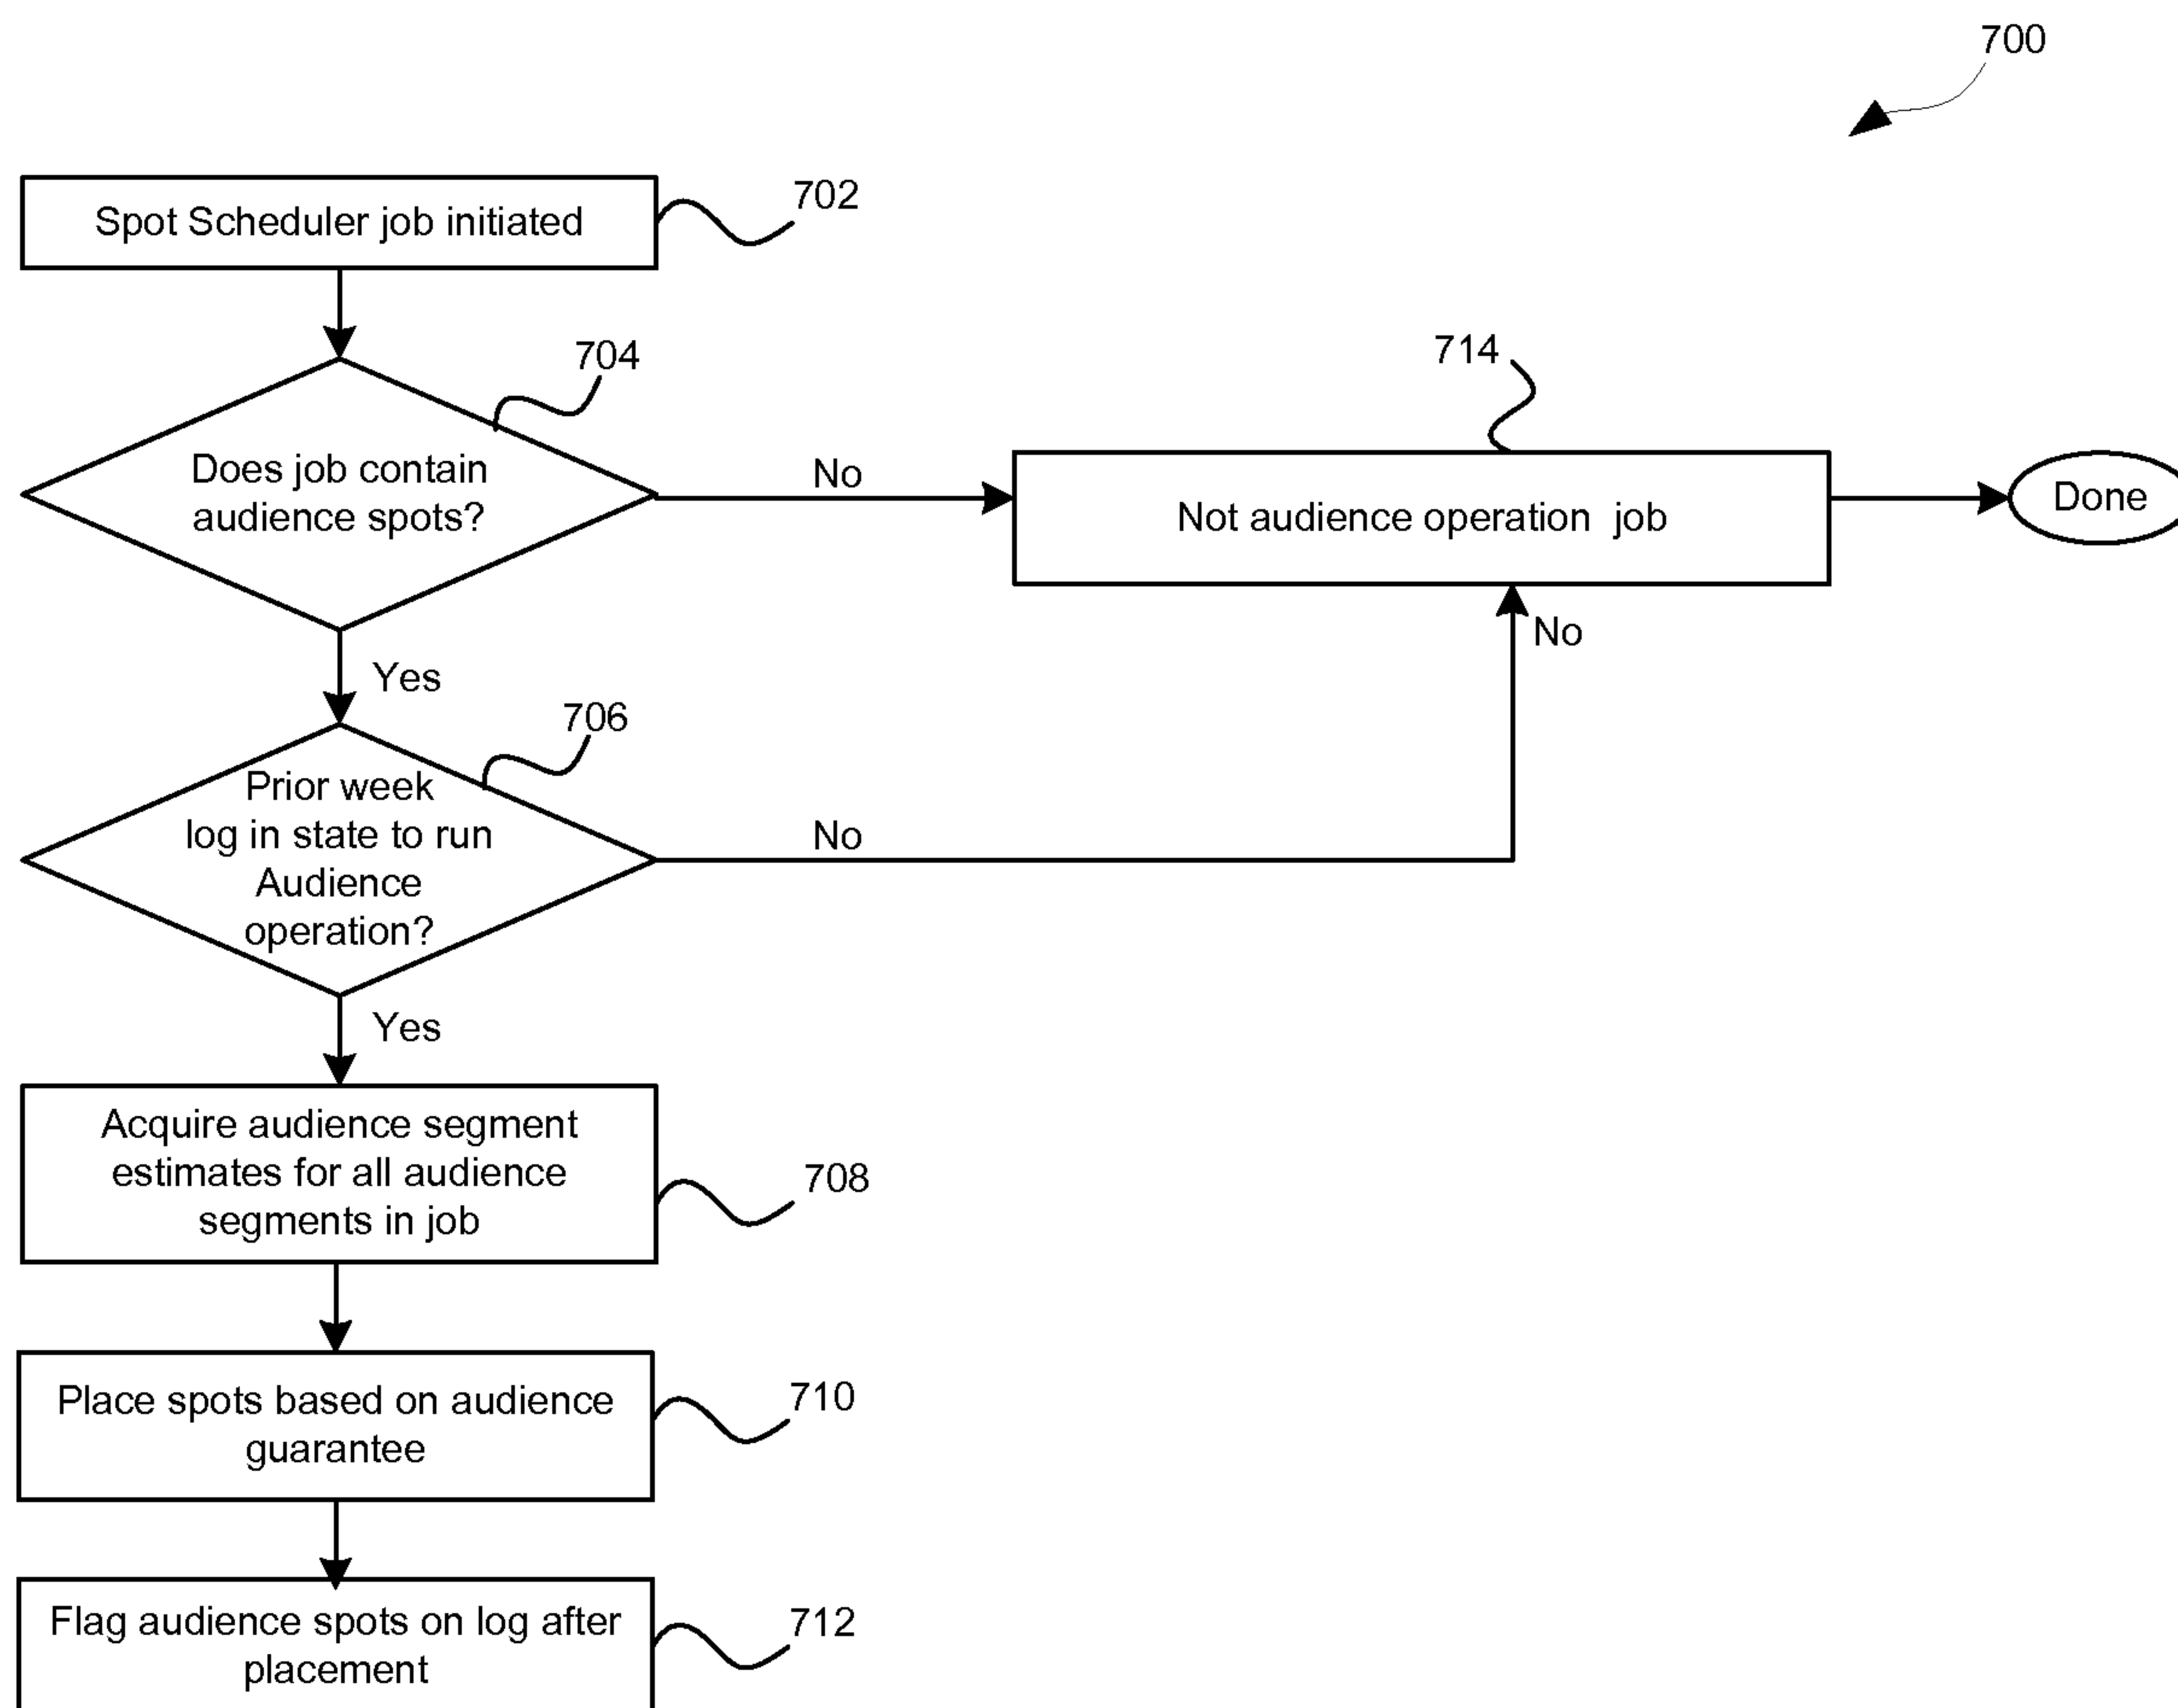 700
Spot Scheduler job initiated
702
704
Does job contain
audience spots?
No
714
Not audience operation job
Done
Yes
No
706
Prior week
log in state to run
Audience
operation?
No
Yes
Acquire audience segment
estimates for all audience
segments in job
708
Place spots based on audience
guarantee
710
Flag audience spots on log after
placement
712